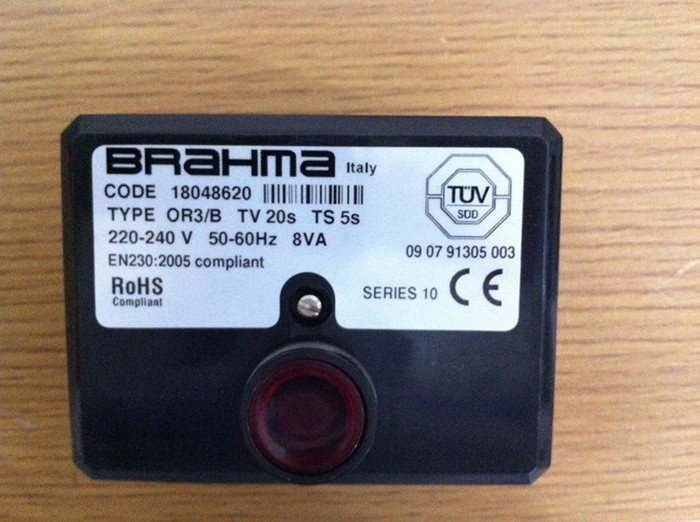 BRAHMA Italy
CODE 18048620
TYPE OR3/B TV 20s TS 5s
220-240 V 50-60Hz 8VA
EN230:2005 compliant
RoHS
Compliant
TÜV
SÜD
09 07 91305 003
SERIES 10 CE